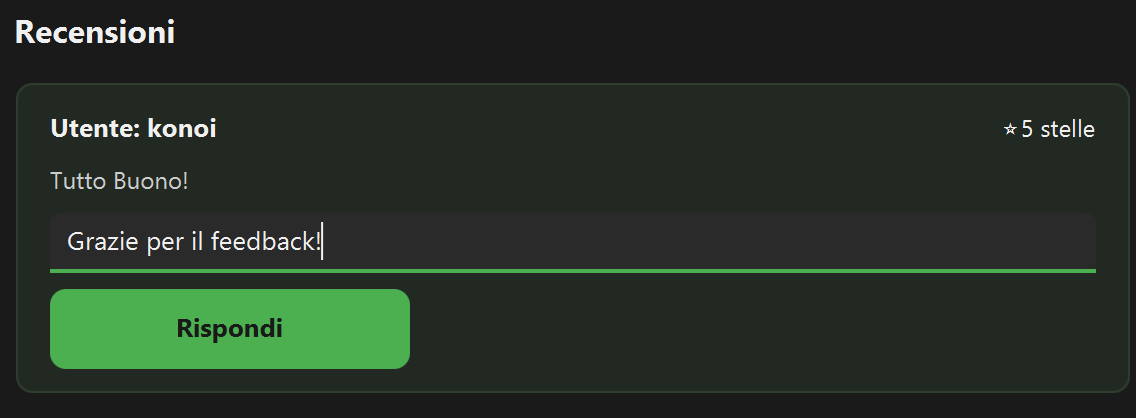 Recensioni
Utente: konoi
⭐5 stelle
Tutto Buono!
Grazie per il feedback!
Rispondi